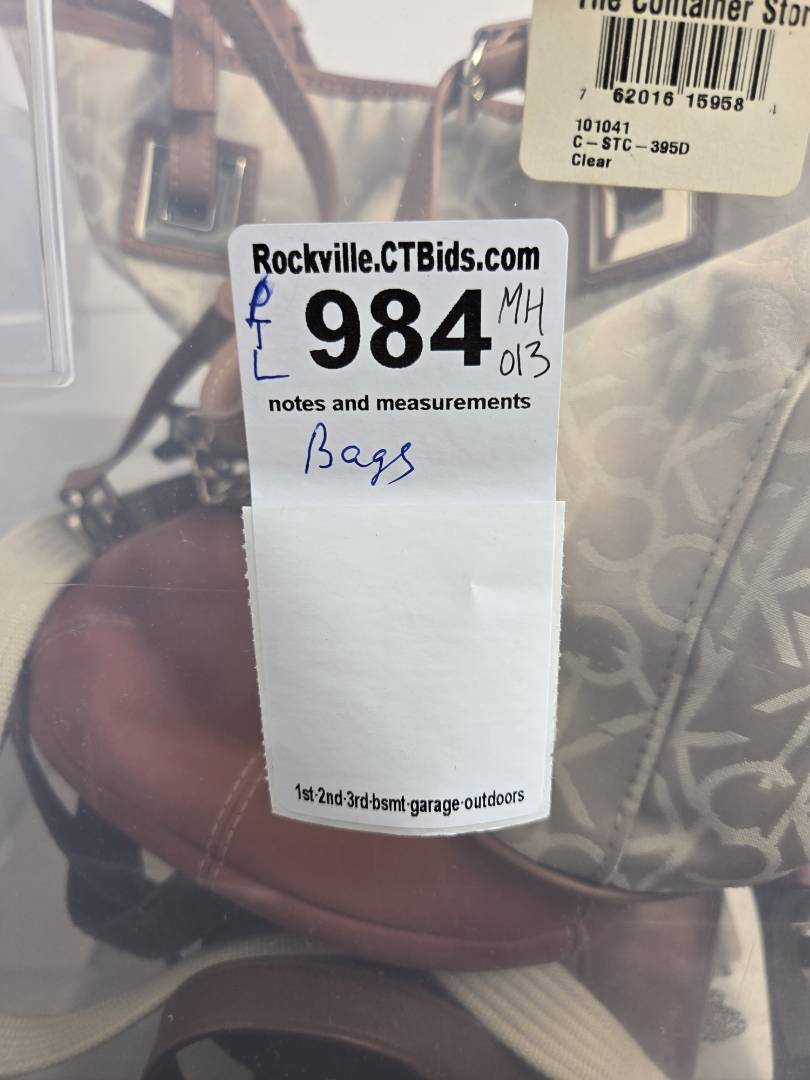 The Container Stor
7 62016 15958 4
101041
C-STC-395D
Clear
Rockville.CTBids.com
PTL 984 MH 013
notes and measurements
Bags
1st·2nd·3rd·bsmt·garage·outdoors